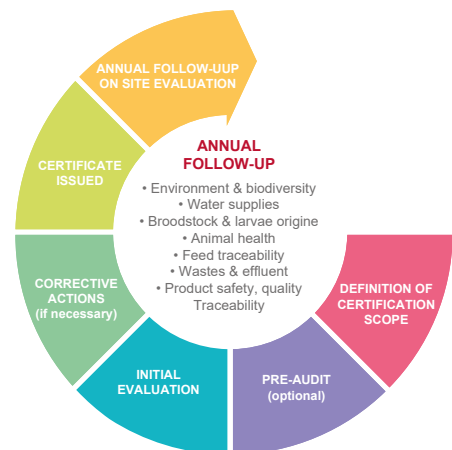 ANNUAL FOLLOW-UUP
ON SITE EVALUATION
CERTIFICATE
ISSUED
CORRECTIVE
ACTIONS
(if necessary)
INITIAL
EVALUATION
PRE-AUDIT
(optional)
DEFINITION OF
CERTIFICATION
SCOPE
ANNUAL
FOLLOW-UP
• Environment & biodiversity
• Water supplies
• Broodstock & larvae origine
• Animal health
• Feed traceability
• Wastes & effluent
• Product safety, quality
Traceability